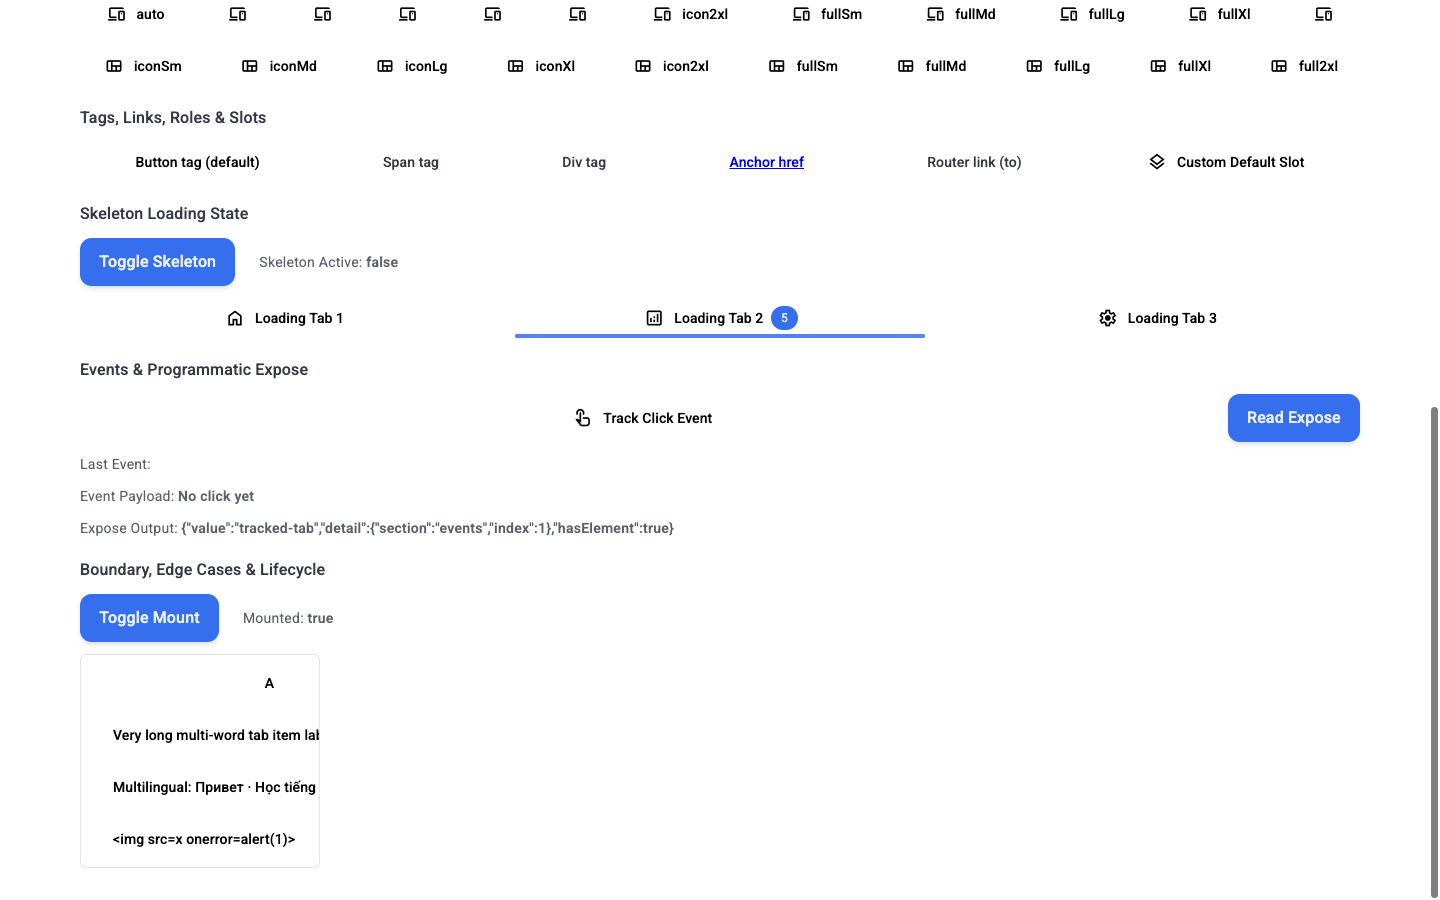 auto icon2xl fullSm fullMd fullLg fullXl
iconSm iconMd iconLg iconXl icon2xl fullSm fullMd fullLg fullXl full2xl
Tags, Links, Roles & Slots
Button tag (default) Span tag Div tag Anchor href Router link (to) Custom Default Slot
Skeleton Loading State
Toggle Skeleton Skeleton Active: false
Loading Tab 1 Loading Tab 2 5 Loading Tab 3
Events & Programmatic Expose
Track Click Event Read Expose
Last Event:
Event Payload: No click yet
Expose Output: {"value":"tracked-tab","detail":{"section":"events","index":1},"hasElement":true}
Boundary, Edge Cases & Lifecycle
Toggle Mount Mounted: true
A
Very long multi-word tab item lab
Multilingual: Привет · Học tiếng
<img src=x onerror=alert(1)>